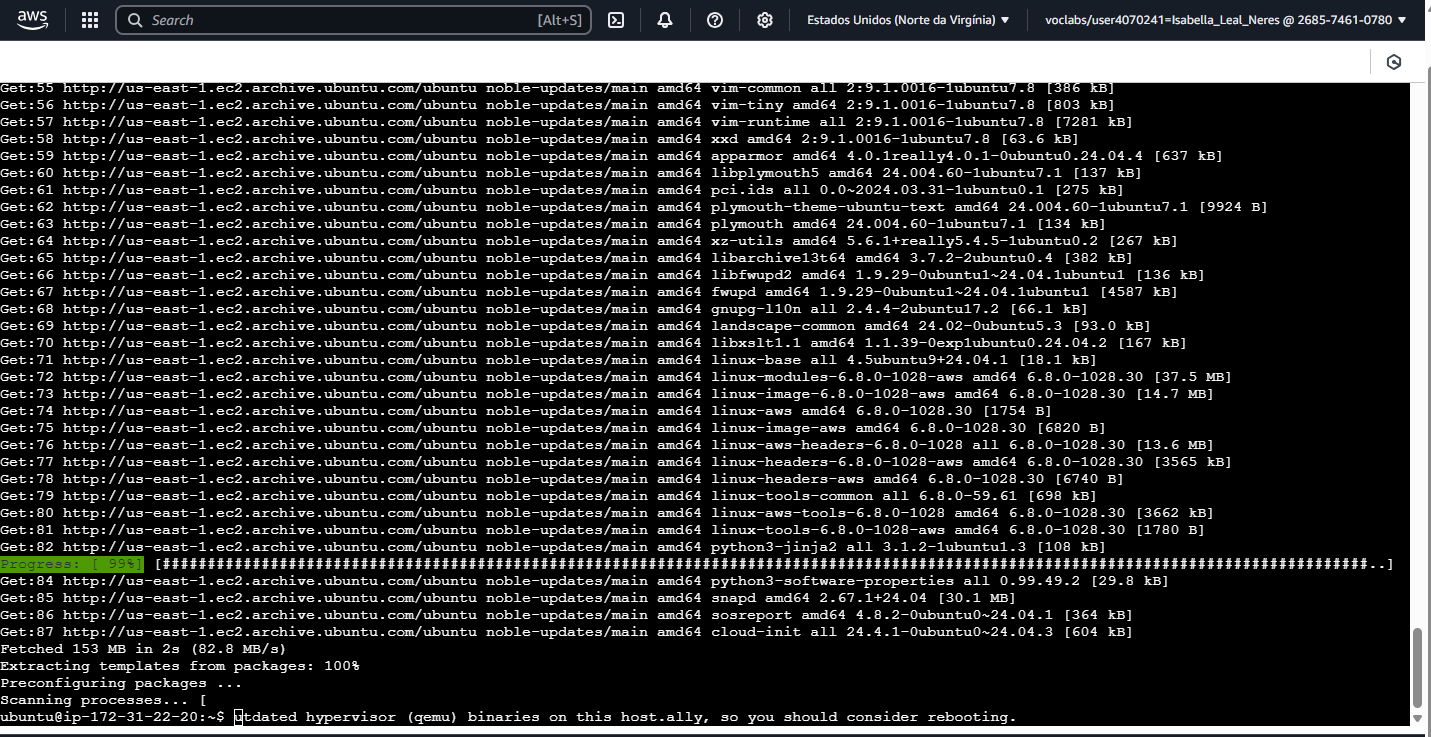 aws
Search [Alt+S]
Estados Unidos (Norte da Virgínia) ▼
voclabs/user4070241=Isabella_Leal_Neres @ 2685-7461-0780 ▼
Get:55 http://us-east-1.ec2.archive.ubuntu.com/ubuntu noble-updates/main amd64 vim-common all 2:9.1.0016-1ubuntu7.8 [386 kB]
Get:56 http://us-east-1.ec2.archive.ubuntu.com/ubuntu noble-updates/main amd64 vim-tiny amd64 2:9.1.0016-1ubuntu7.8 [803 kB]
Get:57 http://us-east-1.ec2.archive.ubuntu.com/ubuntu noble-updates/main amd64 vim-runtime all 2:9.1.0016-1ubuntu7.8 [7281 kB]
Get:58 http://us-east-1.ec2.archive.ubuntu.com/ubuntu noble-updates/main amd64 xxd amd64 2:9.1.0016-1ubuntu7.8 [63.6 kB]
Get:59 http://us-east-1.ec2.archive.ubuntu.com/ubuntu noble-updates/main amd64 apparmor amd64 4.0.1really4.0.1-0ubuntu0.24.04.4 [637 kB]
Get:60 http://us-east-1.ec2.archive.ubuntu.com/ubuntu noble-updates/main amd64 libplymouth5 amd64 24.004.60-1ubuntu7.1 [137 kB]
Get:61 http://us-east-1.ec2.archive.ubuntu.com/ubuntu noble-updates/main amd64 pci.ids all 0.0~2024.03.31-1ubuntu0.1 [275 kB]
Get:62 http://us-east-1.ec2.archive.ubuntu.com/ubuntu noble-updates/main amd64 plymouth-theme-ubuntu-text amd64 24.004.60-1ubuntu7.1 [9924 B]
Get:63 http://us-east-1.ec2.archive.ubuntu.com/ubuntu noble-updates/main amd64 plymouth amd64 24.004.60-1ubuntu7.1 [134 kB]
Get:64 http://us-east-1.ec2.archive.ubuntu.com/ubuntu noble-updates/main amd64 xz-utils amd64 5.6.1+really5.4.5-1ubuntu0.2 [267 kB]
Get:65 http://us-east-1.ec2.archive.ubuntu.com/ubuntu noble-updates/main amd64 libarchive13t64 amd64 3.7.2-2ubuntu0.4 [382 kB]
Get:66 http://us-east-1.ec2.archive.ubuntu.com/ubuntu noble-updates/main amd64 libfwupd2 amd64 1.9.29-0ubuntu1~24.04.1ubuntu1 [136 kB]
Get:67 http://us-east-1.ec2.archive.ubuntu.com/ubuntu noble-updates/main amd64 fwupd amd64 1.9.29-0ubuntu1~24.04.1ubuntu1 [4587 kB]
Get:68 http://us-east-1.ec2.archive.ubuntu.com/ubuntu noble-updates/main amd64 gnupg-l10n all 2.4.4-2ubuntu17.2 [66.1 kB]
Get:69 http://us-east-1.ec2.archive.ubuntu.com/ubuntu noble-updates/main amd64 landscape-common amd64 24.02-0ubuntu5.3 [93.0 kB]
Get:70 http://us-east-1.ec2.archive.ubuntu.com/ubuntu noble-updates/main amd64 libxslt1.1 amd64 1.1.39-0exp1ubuntu0.24.04.2 [167 kB]
Get:71 http://us-east-1.ec2.archive.ubuntu.com/ubuntu noble-updates/main amd64 linux-base all 4.5ubuntu9+24.04.1 [18.1 kB]
Get:72 http://us-east-1.ec2.archive.ubuntu.com/ubuntu noble-updates/main amd64 linux-modules-6.8.0-1028-aws amd64 6.8.0-1028.30 [37.5 MB]
Get:73 http://us-east-1.ec2.archive.ubuntu.com/ubuntu noble-updates/main amd64 linux-image-6.8.0-1028-aws amd64 6.8.0-1028.30 [14.7 MB]
Get:74 http://us-east-1.ec2.archive.ubuntu.com/ubuntu noble-updates/main amd64 linux-aws amd64 6.8.0-1028.30 [1754 B]
Get:75 http://us-east-1.ec2.archive.ubuntu.com/ubuntu noble-updates/main amd64 linux-image-aws amd64 6.8.0-1028.30 [6820 B]
Get:76 http://us-east-1.ec2.archive.ubuntu.com/ubuntu noble-updates/main amd64 linux-aws-headers-6.8.0-1028 all 6.8.0-1028.30 [13.6 MB]
Get:77 http://us-east-1.ec2.archive.ubuntu.com/ubuntu noble-updates/main amd64 linux-headers-6.8.0-1028-aws amd64 6.8.0-1028.30 [3565 kB]
Get:78 http://us-east-1.ec2.archive.ubuntu.com/ubuntu noble-updates/main amd64 linux-headers-aws amd64 6.8.0-1028.30 [6740 B]
Get:79 http://us-east-1.ec2.archive.ubuntu.com/ubuntu noble-updates/main amd64 linux-tools-common all 6.8.0-59.61 [698 kB]
Get:80 http://us-east-1.ec2.archive.ubuntu.com/ubuntu noble-updates/main amd64 linux-aws-tools-6.8.0-1028 amd64 6.8.0-1028.30 [3662 kB]
Get:81 http://us-east-1.ec2.archive.ubuntu.com/ubuntu noble-updates/main amd64 linux-tools-6.8.0-1028-aws amd64 6.8.0-1028.30 [1780 B]
Get:82 http://us-east-1.ec2.archive.ubuntu.com/ubuntu noble-updates/main amd64 python3-jinja2 all 3.1.2-1ubuntu1.3 [108 kB]
Progress: [ 99%] [######################################################################################################################################..]
Get:84 http://us-east-1.ec2.archive.ubuntu.com/ubuntu noble-updates/main amd64 python3-software-properties all 0.99.49.2 [29.8 kB]
Get:85 http://us-east-1.ec2.archive.ubuntu.com/ubuntu noble-updates/main amd64 snapd amd64 2.67.1+24.04 [30.1 MB]
Get:86 http://us-east-1.ec2.archive.ubuntu.com/ubuntu noble-updates/main amd64 sosreport amd64 4.8.2-0ubuntu0~24.04.1 [364 kB]
Get:87 http://us-east-1.ec2.archive.ubuntu.com/ubuntu noble-updates/main amd64 cloud-init all 24.4.1-0ubuntu0~24.04.3 [604 kB]
Fetched 153 MB in 2s (82.8 MB/s)
Extracting templates from packages: 100%
Preconfiguring packages ...
Scanning processes... [
ubuntu@ip-172-31-22-20:~$ utdated hypervisor (qemu) binaries on this host.ally, so you should consider rebooting.